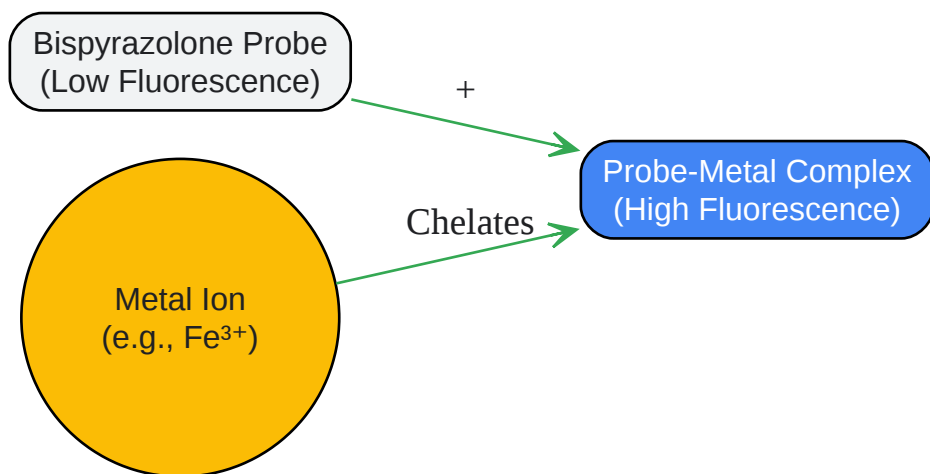 Bispyrazolone Probe
(Low Fluorescence)
+
Probe-Metal Complex
(High Fluorescence)
Chelates
Metal Ion
(e.g., Fe³⁺)